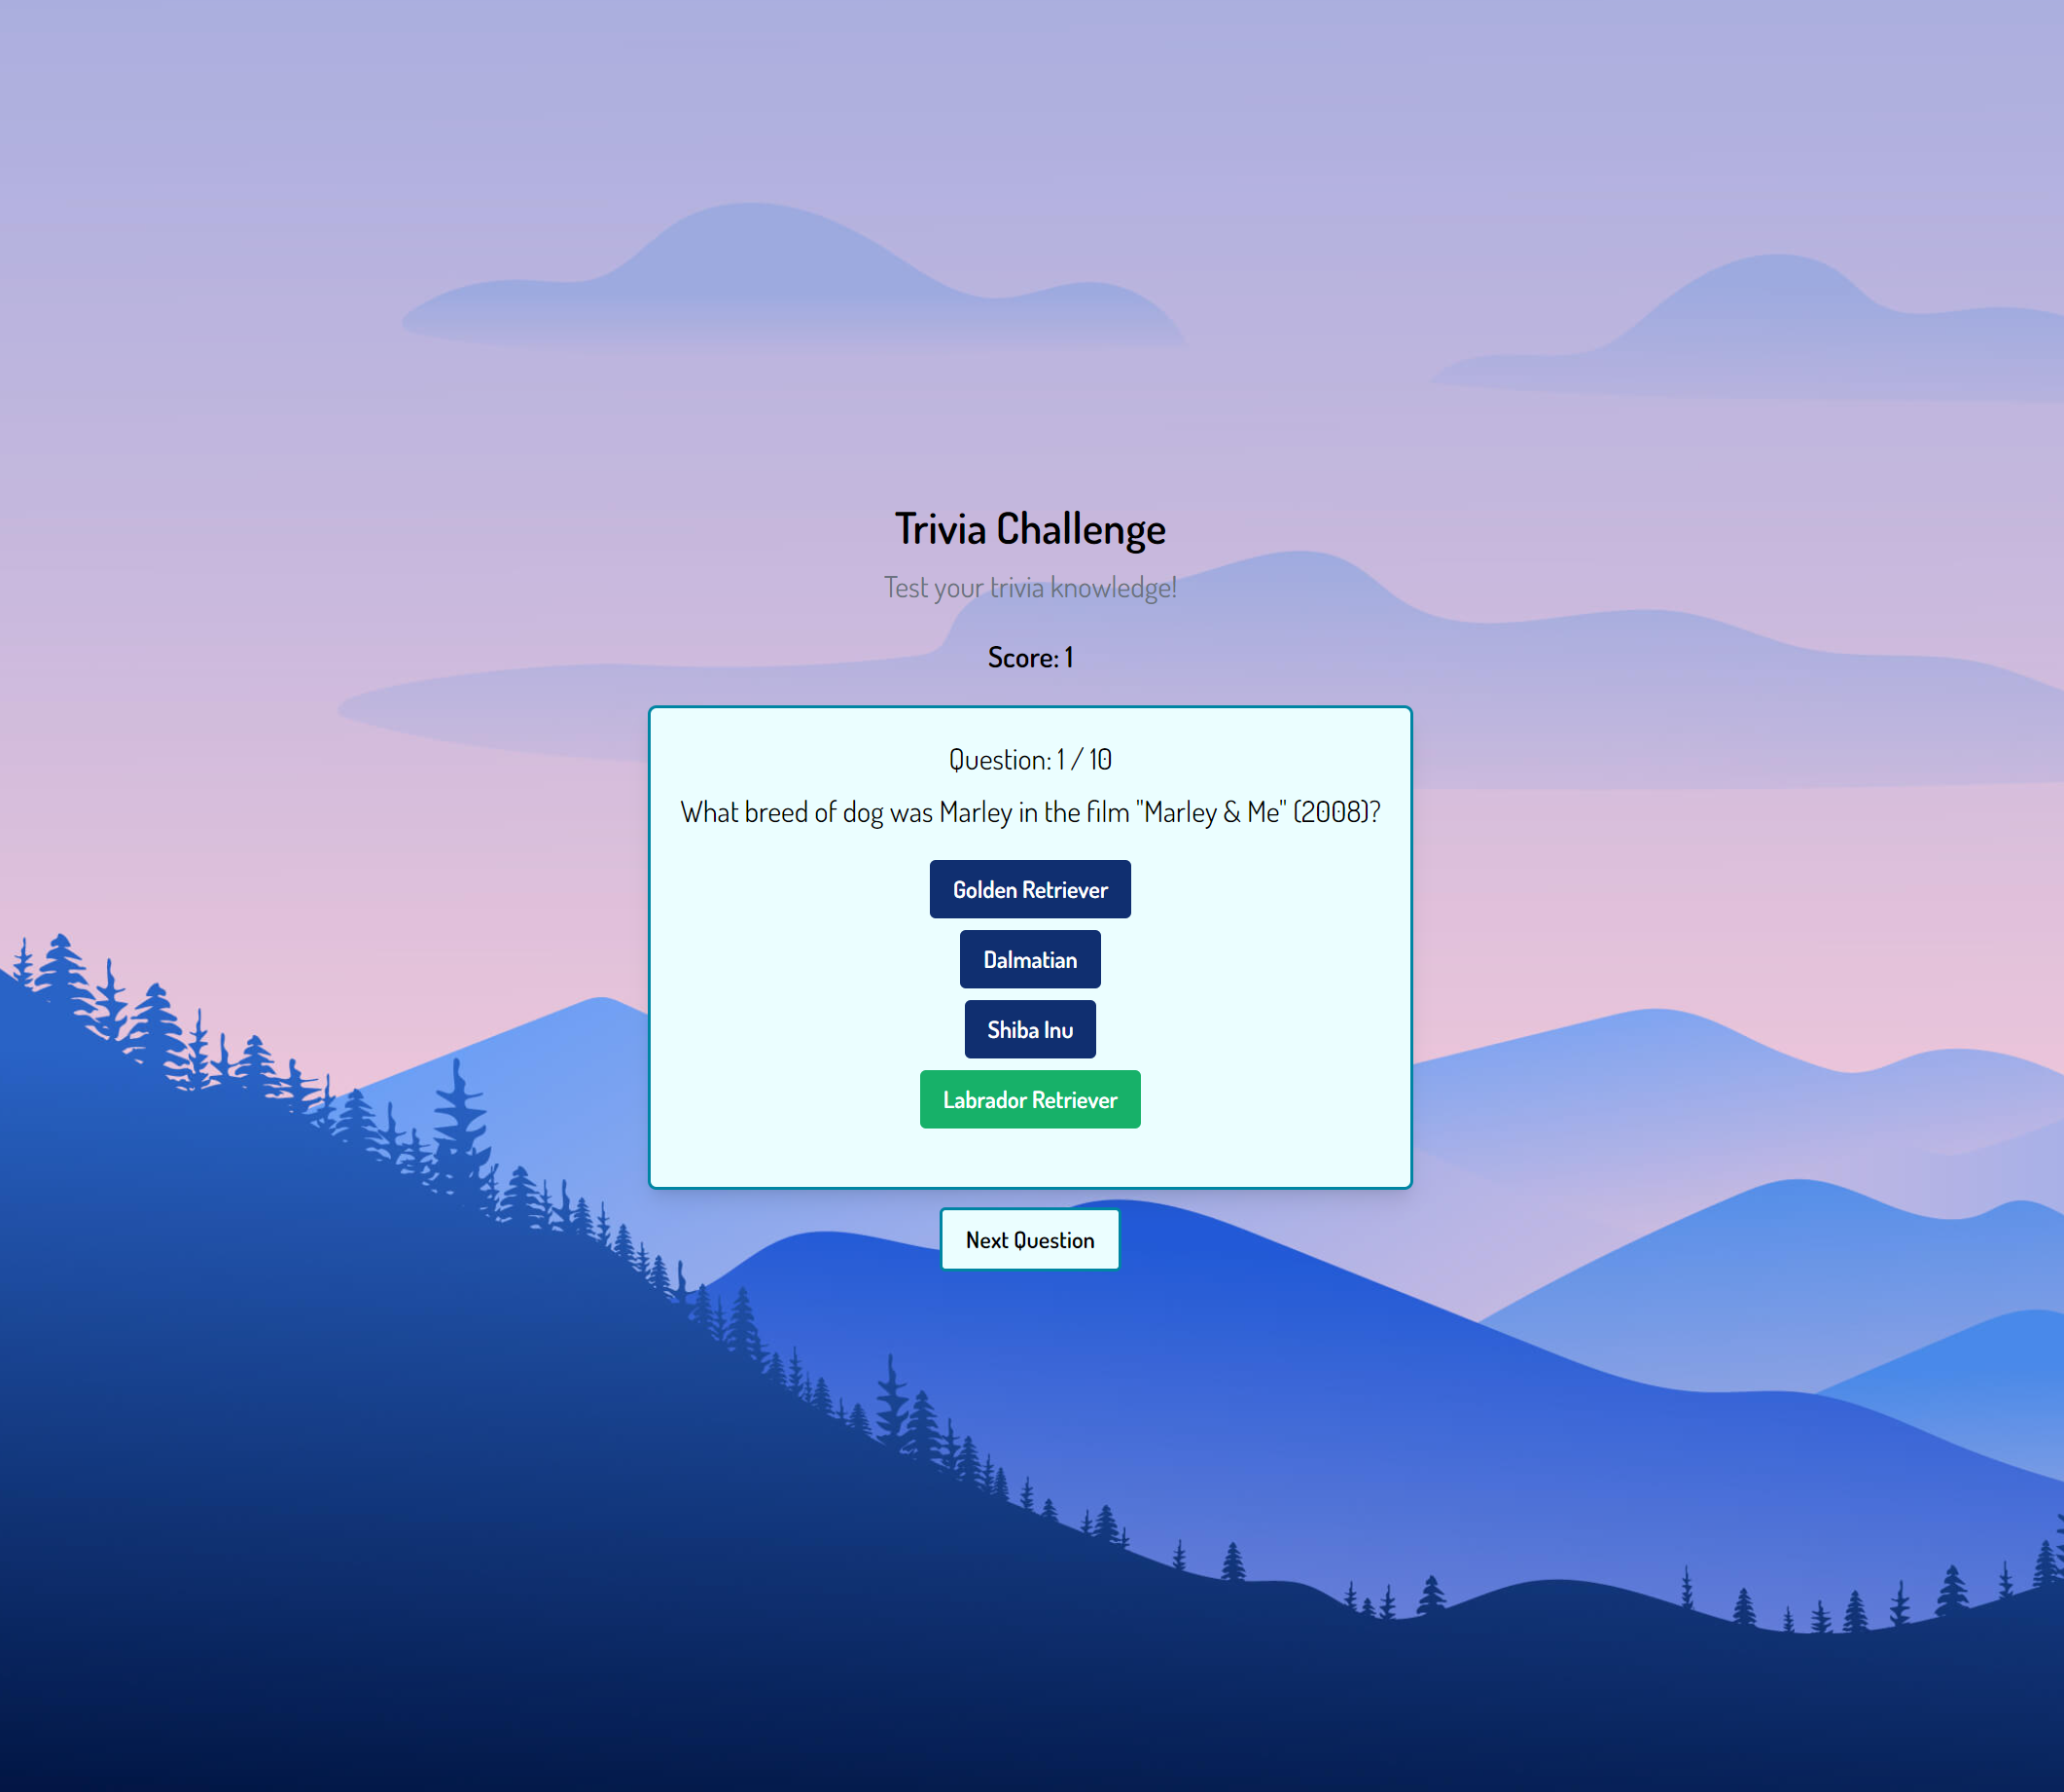 Trivia Challenge
Test your trivia knowledge!
Score: 1
Question: 1 / 10
What breed of dog was Marley in the film "Marley & Me" (2008)?
Golden Retriever
Dalmatian
Shiba Inu
Labrador Retriever
Next Question